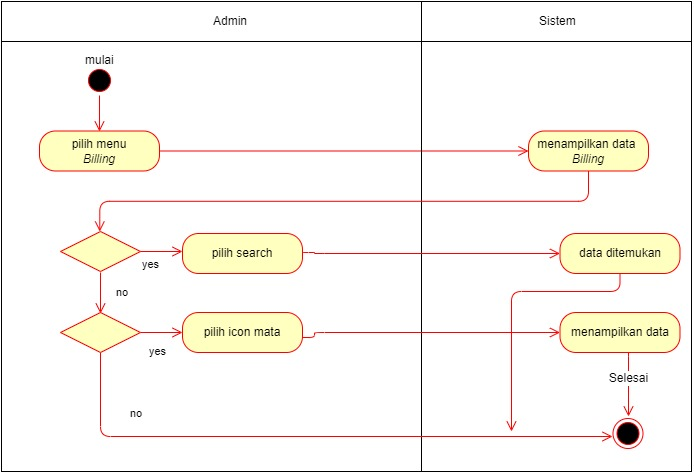 Admin
Sistem
mulai
pilih menu
Billing
menampilkan data
Billing
yes
pilih search
data ditemukan
no
yes
pilih icon mata
menampilkan data
Selesai
no